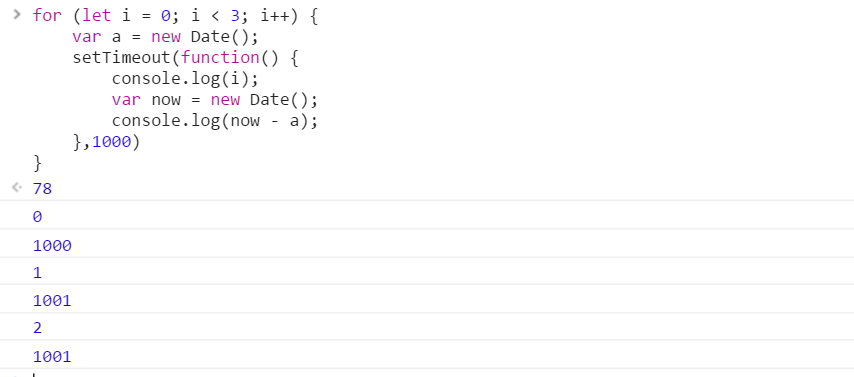 for (let i = 0; i < 3; i++) {
    var a = new Date();
    setTimeout(function() {
        console.log(i);
        var now = new Date();
        console.log(now - a);
    },1000)
}
78
0
1000
1
1001
2
1001